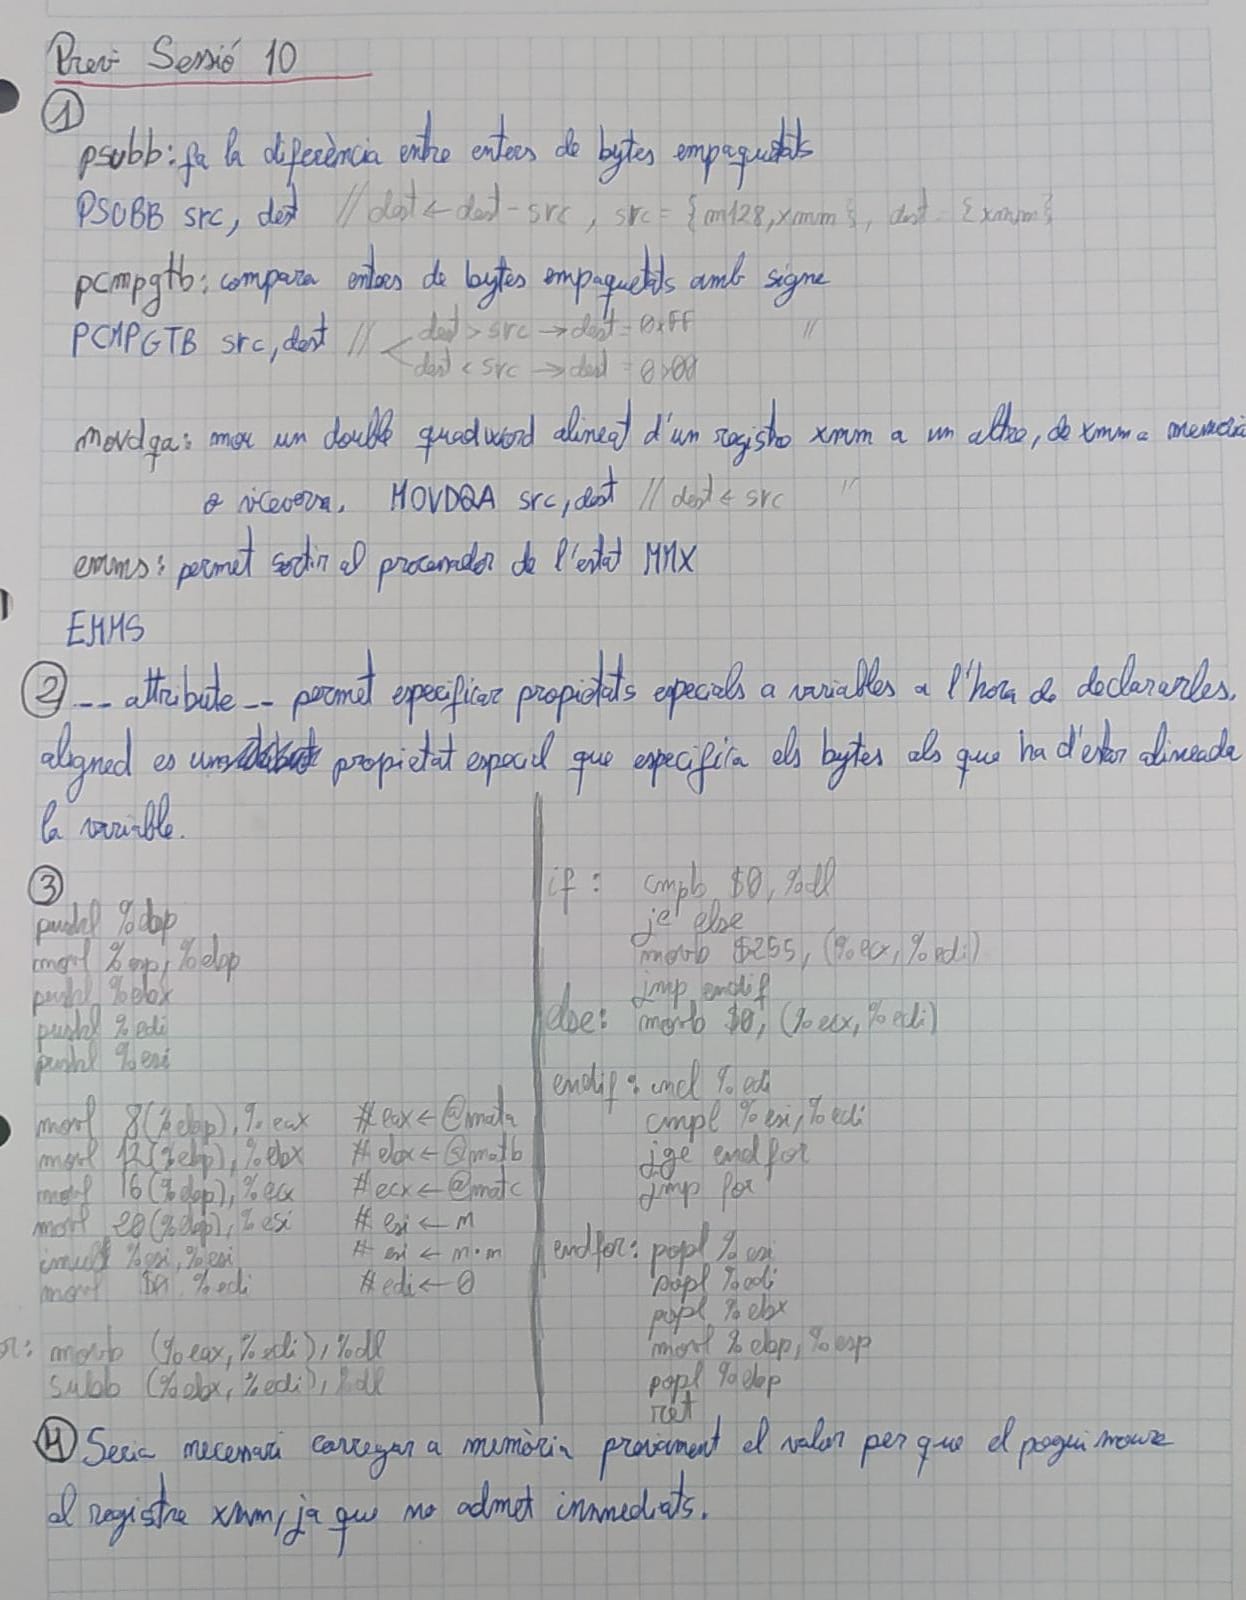 Prev Sessió 10
1
psubb: fa la diferència entre enters de bytes empaquetats
PSUBB src, dest // dest ← dest - src , src = {m128, xmm}, dest = {xmm}
pcmpgtb: compara enters de bytes empaquetats amb signe
PCMPGTB src, dest // dest > src → dest = 0xFF "
dest < src → dest = 0x00
movdqa: mou un double quadword alineat d'un registre xmm a un altre, de xmm a memòria
o viceversa. MOVDQA src, dest // dest ← src "
emms: permet sortir al processador de l'estat MMX
EMMS
2 __attribute__ permet especificar propietats especials a variables a l'hora de declararles.
aligned es una propietat especial que especifica els bytes als que ha d'estar alineada
la variable.
3
pushl %ebp
movl %esp, %ebp
pushl %ebx
pushl %edi
pushl %esi
movl 8(%ebp), %eax #eax ← @mata
movl 12(%ebp), %ebx #ebx ← @matb
movl 16(%ebp), %ecx #ecx ← @matc
movl 20(%ebp), %esi # esi ← m
imull %esi, %esi # esi ← m·m
movl $0, %edi #edi ← 0
movb (%eax, %edi), %dl
subb (%ebx, %edi), %dl
if: cmpb $0, %dl
je else
movb $255, (%ecx, %edi)
jmp endif
else: movb $0, (%ecx, %edi)
endif: incl %edi
cmpl %esi, %edi
jge endfor
jmp for
endfor: popl %esi
popl %edi
popl %ebx
movl %ebp, %esp
popl %ebp
ret
4 Seria necessari carregar a memòria previament el valor per que el pogui moure
al registre xmm, ja que no admet inmediats.